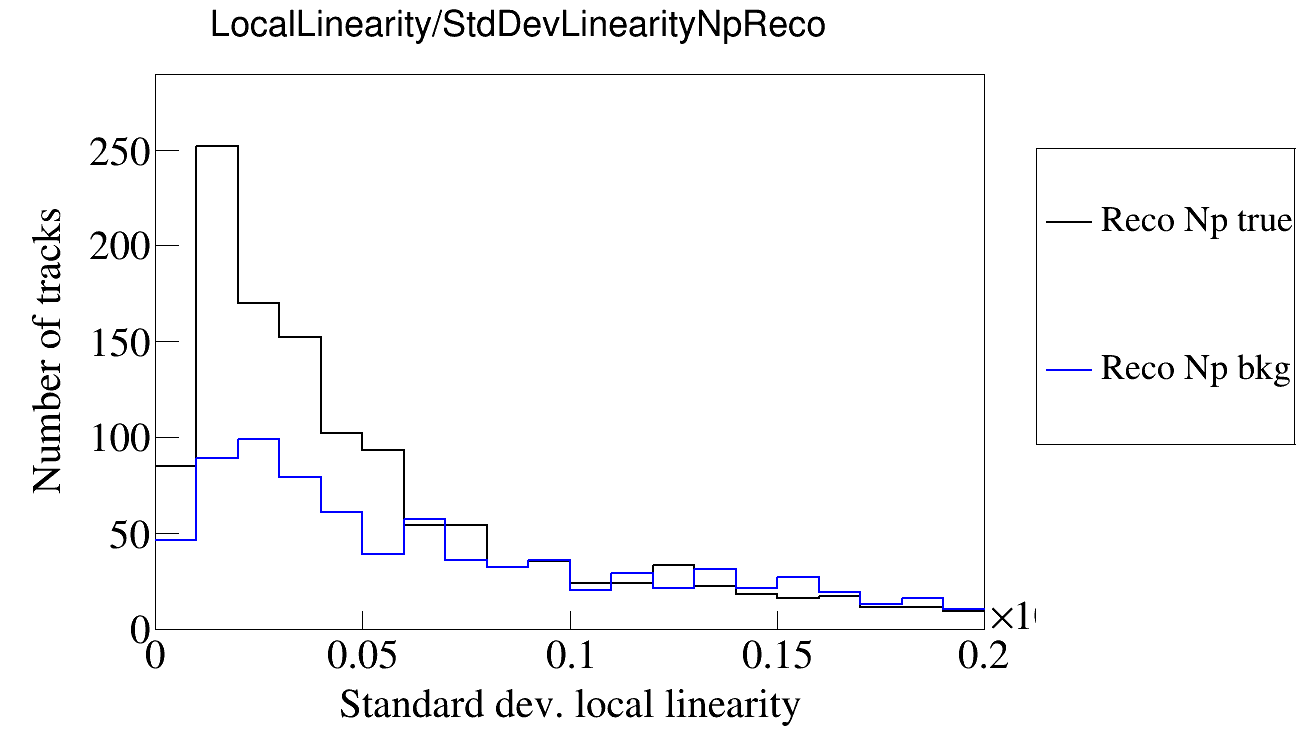 LocalLinearity/StdDevLinearityNpReco
Number of tracks
250
200
150
100
50
0
0 0.05 0.1 0.15 0.2
Standard dev. local linearity
Reco Np true
Reco Np bkg